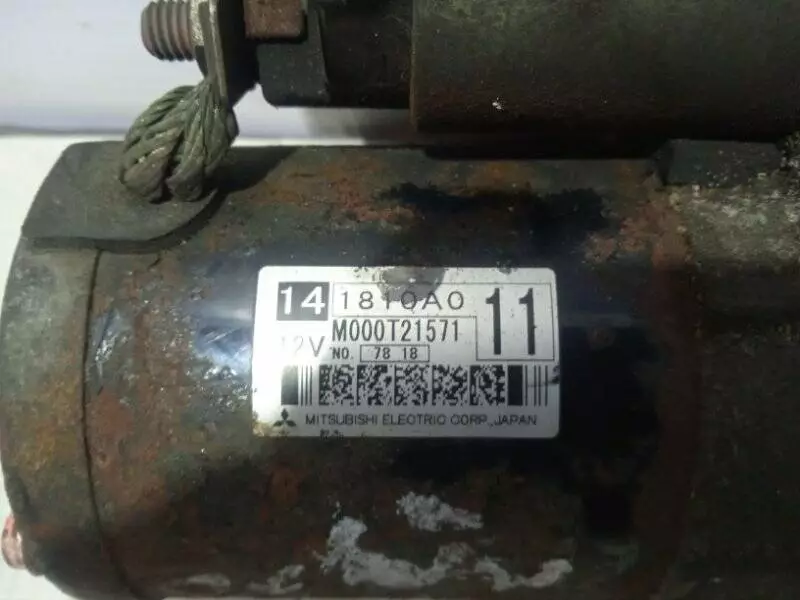 14 1810A0 11
M000T21571
12V NO. 78 18
MITSUBISHI ELECTRIC CORP., JAPAN